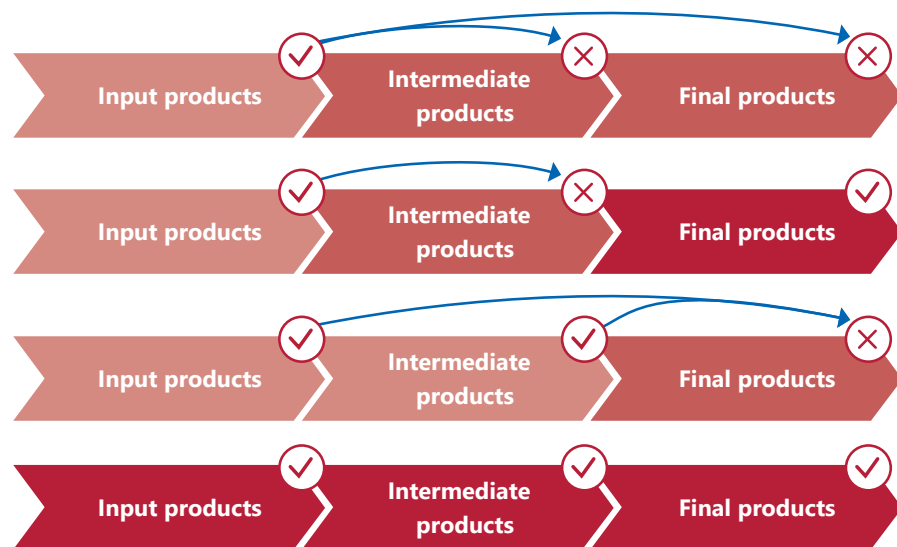 Input products
Intermediate
products
Final products
Input products
Intermediate
products
Final products
Input products
Intermediate
products
Final products
Input products
Intermediate
products
Final products